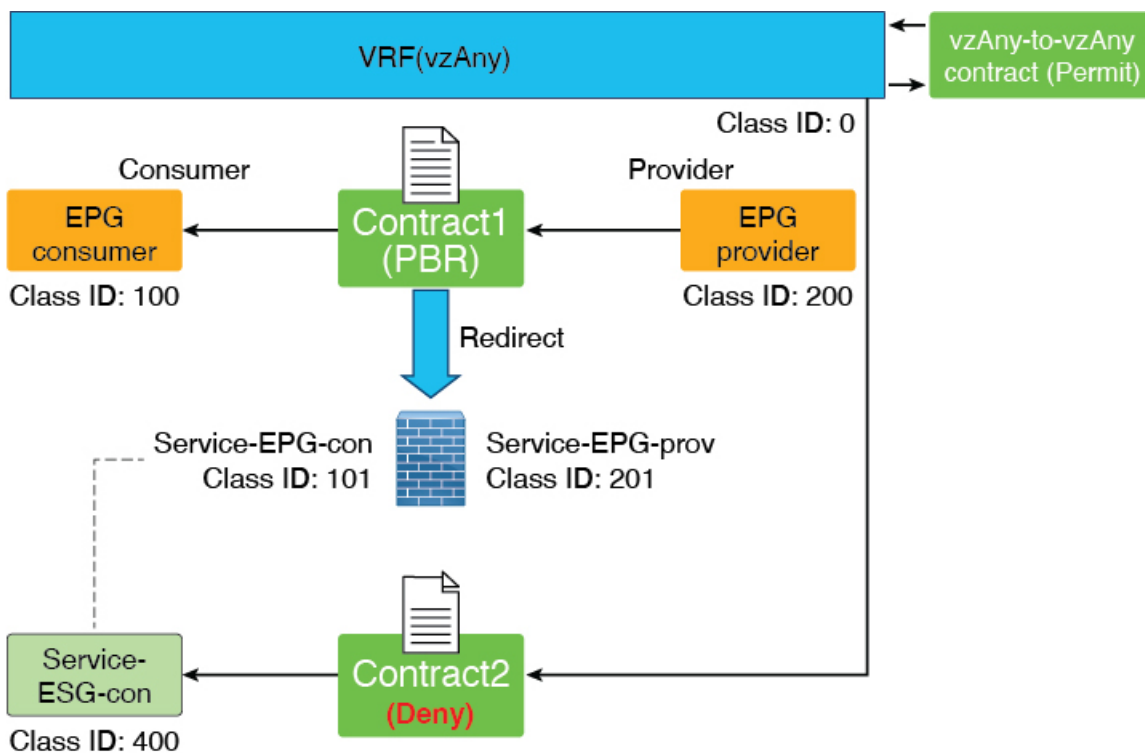 VRF(vzAny)
vzAny-to-vzAny
contract (Permit)
Class ID: 0
Consumer
Provider
EPG
consumer
Contract1
(PBR)
EPG
provider
Class ID: 100
Class ID: 200
Redirect
Service-EPG-con
Class ID: 101
Service-EPG-prov
Class ID: 201
Service-
ESG-con
Contract2
(Deny)
Class ID: 400